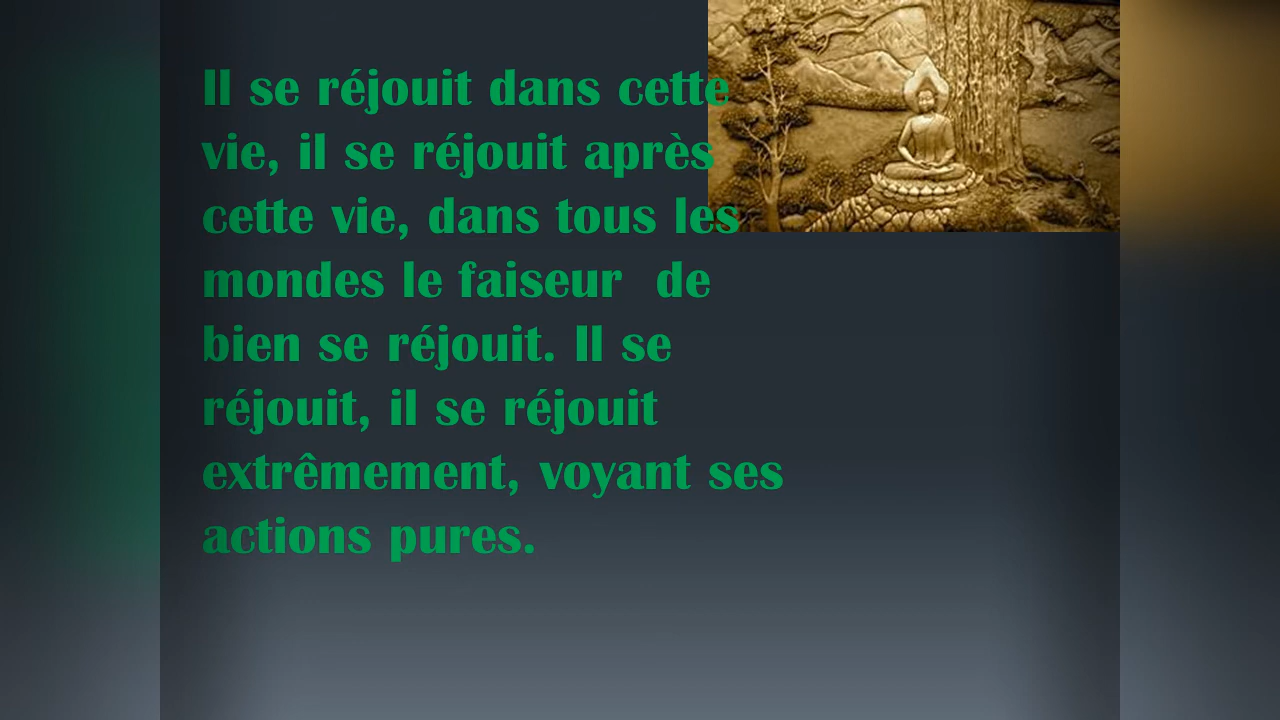 Il se réjouit dans cette
vie, il se réjouit après
cette vie, dans tous les
mondes le faiseur  de
bien se réjouit. Il se
réjouit, il se réjouit
extrêmement, voyant ses
actions pures.